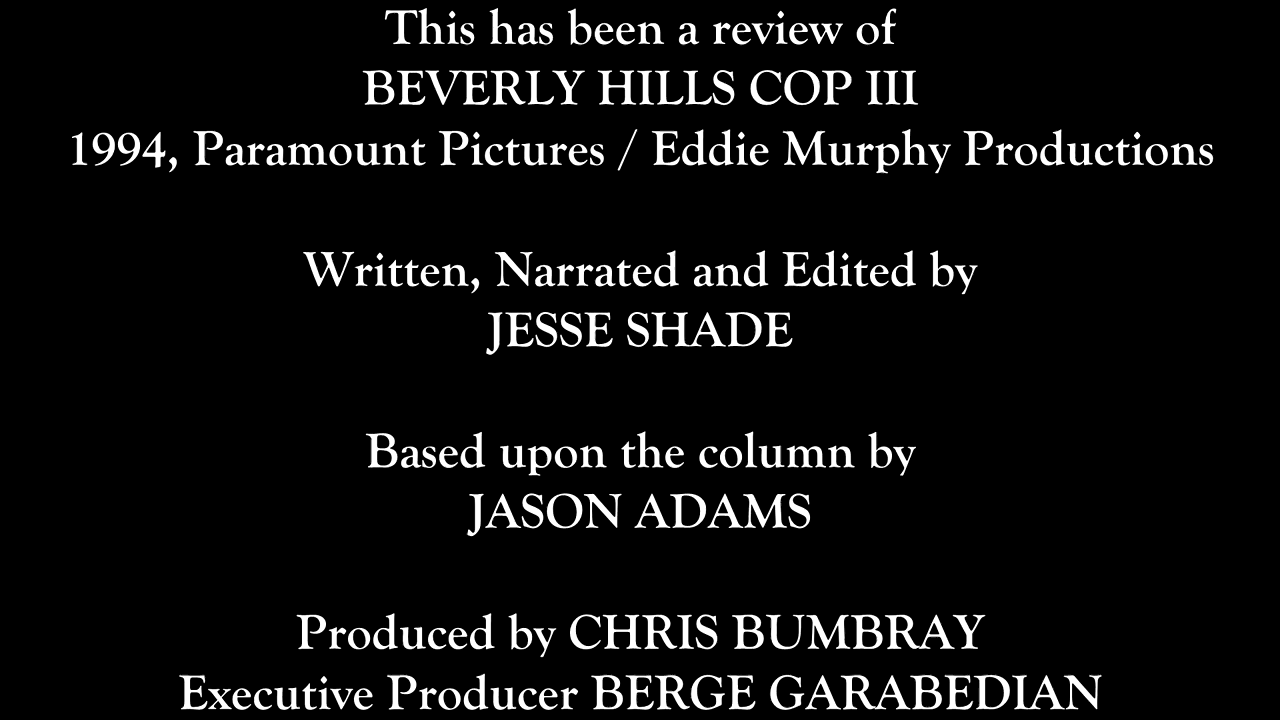 This has been a review of
BEVERLY HILLS COP III
1994, Paramount Pictures / Eddie Murphy Productions
Written, Narrated and Edited by
JESSE SHADE
Based upon the column by
JASON ADAMS
Produced by CHRIS BUMBRAY
Executive Producer BERGE GARABEDIAN